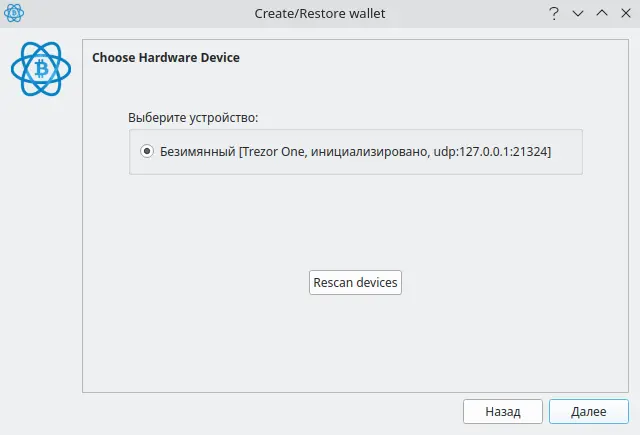 Create/Restore wallet
Choose Hardware Device
Выберите устройство:
Безимянный [Trezor One, инициализировано, udp:127.0.0.1:21324]
Rescan devices
Назад
Далее